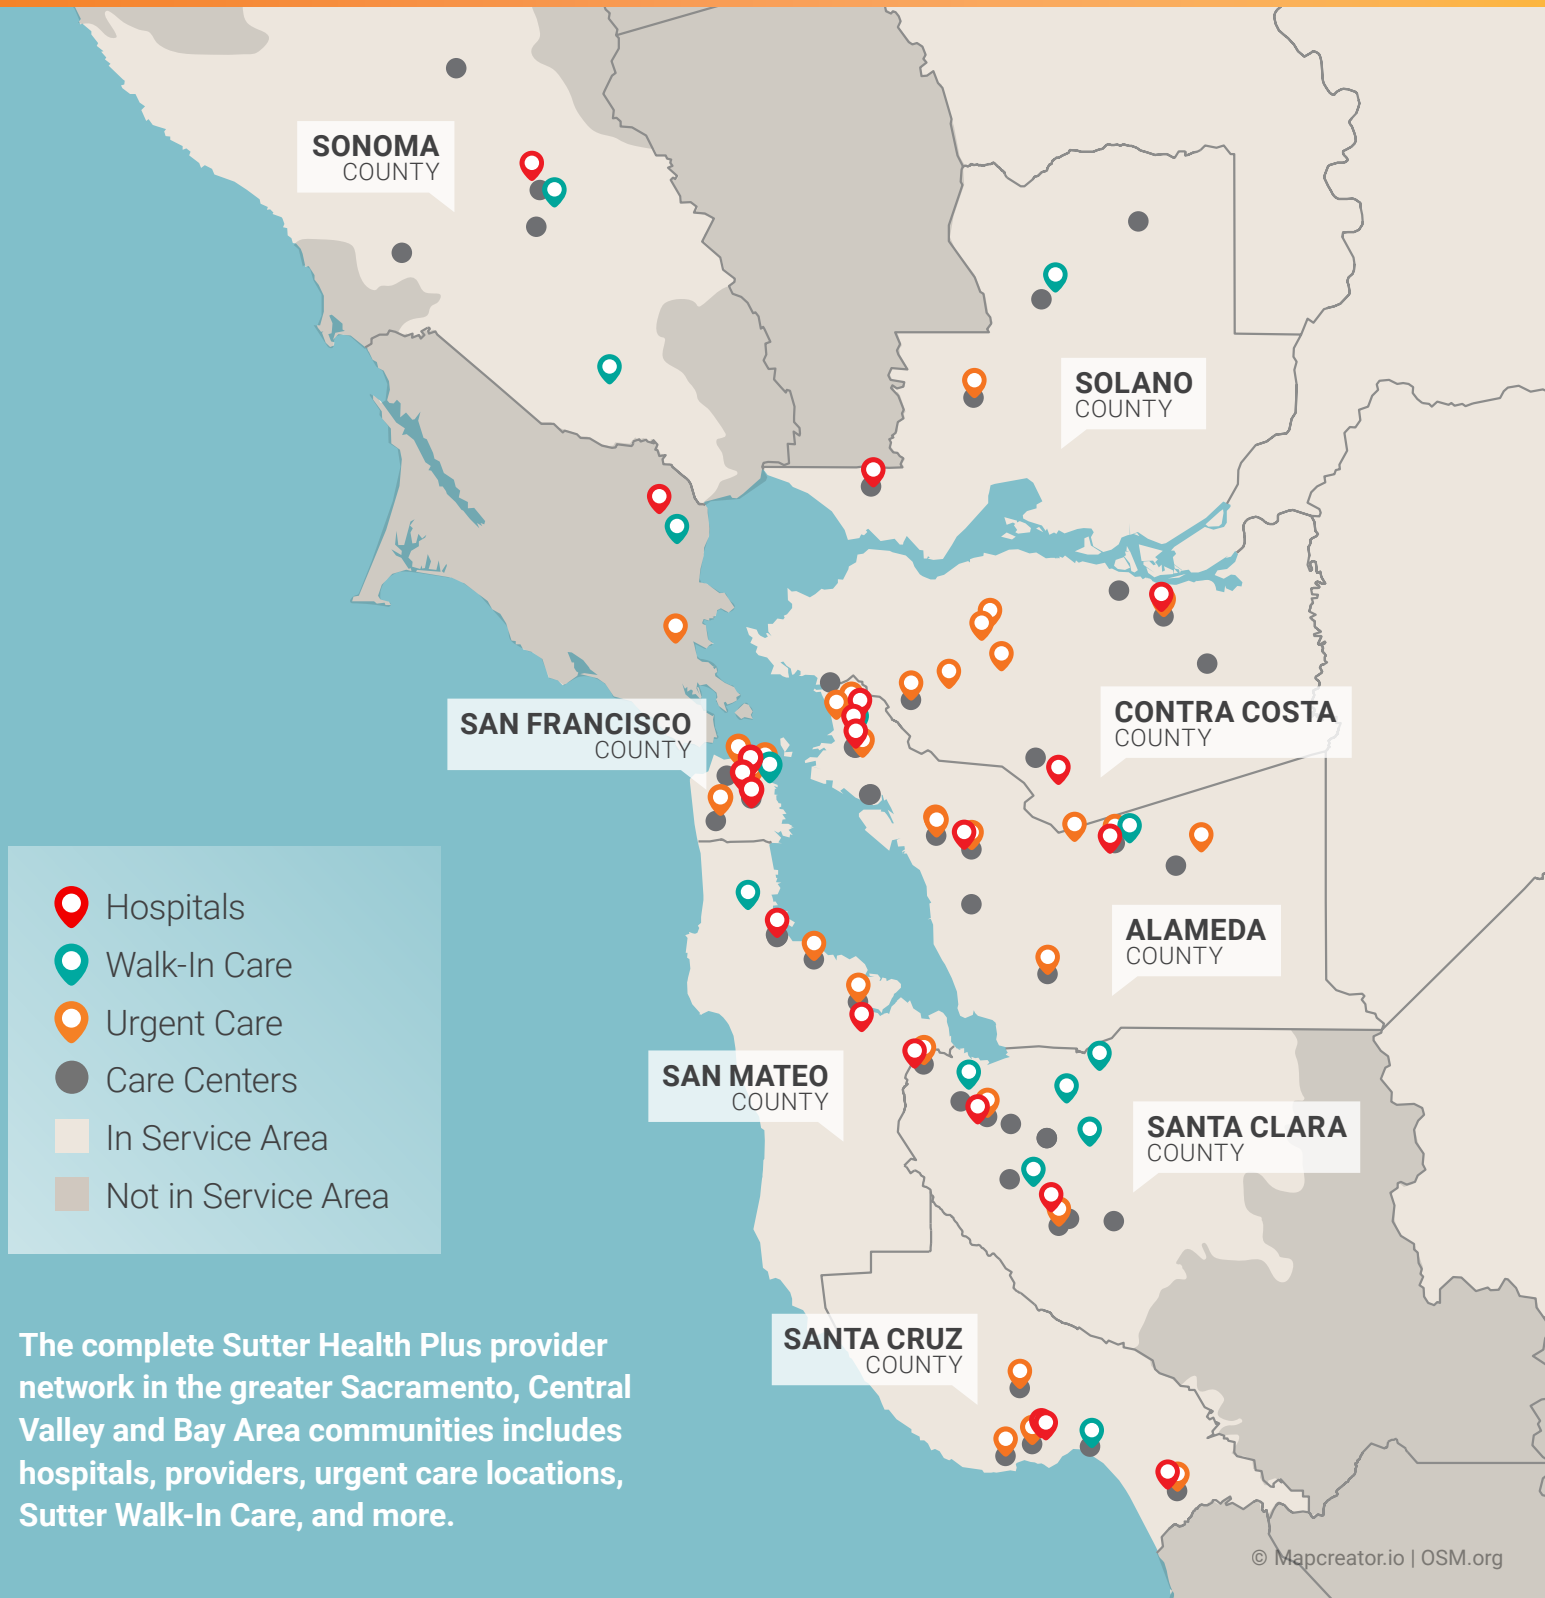 SONOMA
COUNTY
SOLANO
COUNTY
SAN FRANCISCO
COUNTY
CONTRA COSTA
COUNTY
Hospitals
Walk-In Care
Urgent Care
Care Centers
In Service Area
Not in Service Area
ALAMEDA
COUNTY
SAN MATEO
COUNTY
SANTA CLARA
COUNTY
SANTA CRUZ
COUNTY
The complete Sutter Health Plus provider
network in the greater Sacramento, Central
Valley and Bay Area communities includes
hospitals, providers, urgent care locations,
Sutter Walk-In Care, and more.
© Mapcreator.io | OSM.org